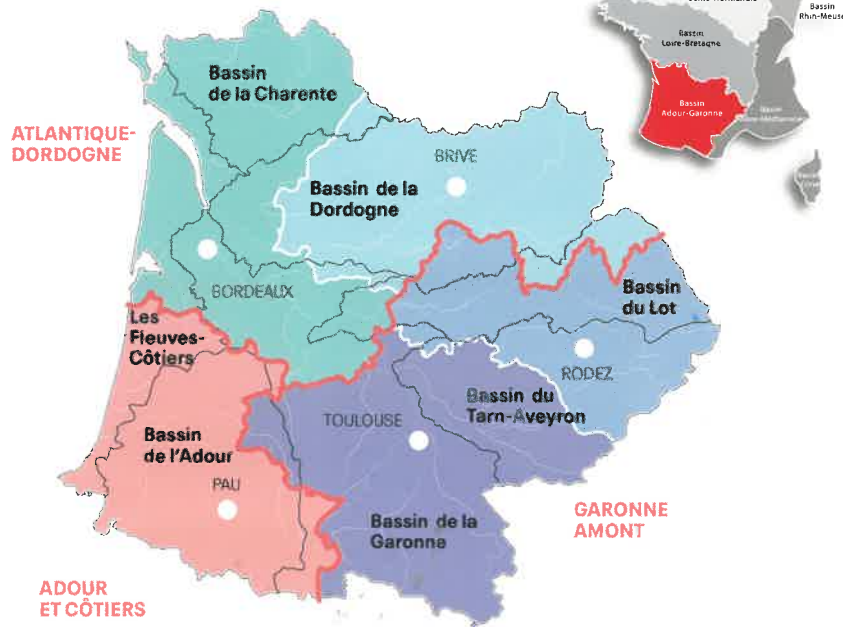 Bassin
Rhin-Meuse
Bassin
Loire-Bretagne
Bassin
Adour-Garonne
Bassin
de la Charente
ATLANTIQUE-
DORDOGNE
BRIVE
Bassin de la
Dordogne
BORDEAUX
Bassin
du Lot
Les
Fleuves-
Côtiers
RODEZ
Bassin du
Tarn-Aveyron
TOULOUSE
Bassin
de l'Adour
PAU
GARONNE
AMONT
Bassin de la
Garonne
ADOUR
ET CÔTIERS